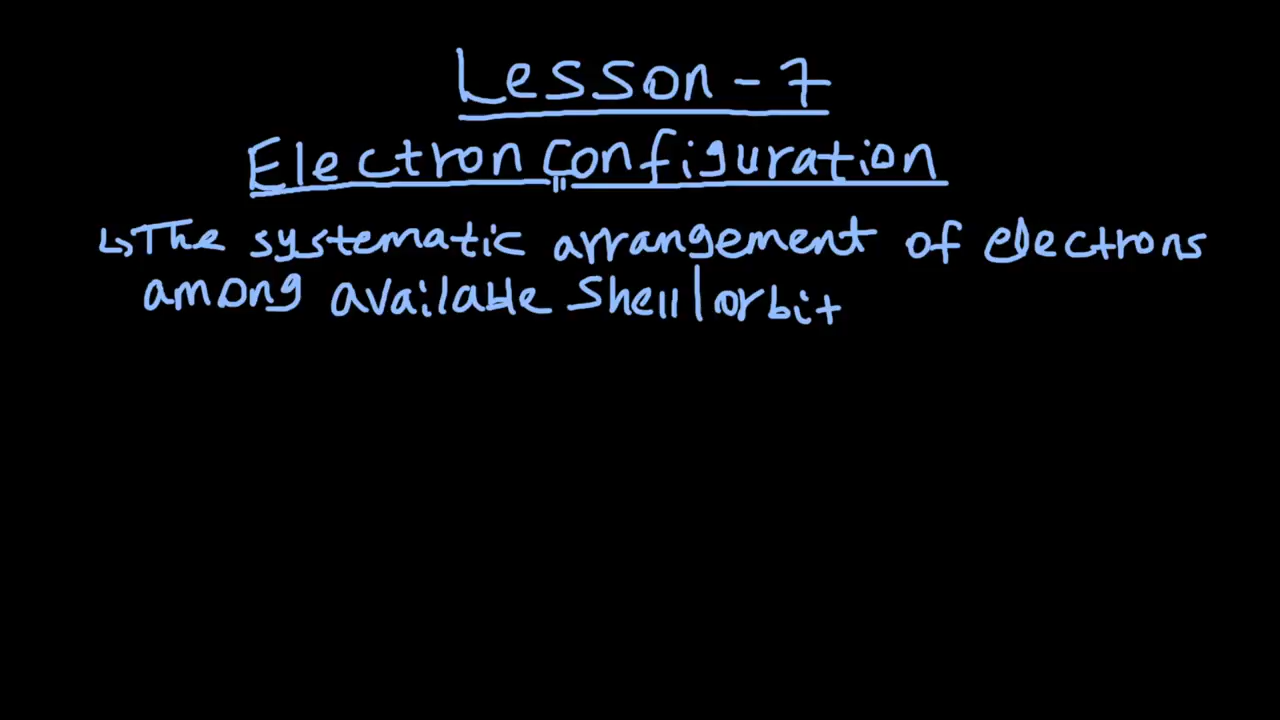 Lesson - 7
Electron Configuration
↳ The systematic arrangement of electrons
among available Shell/orbit